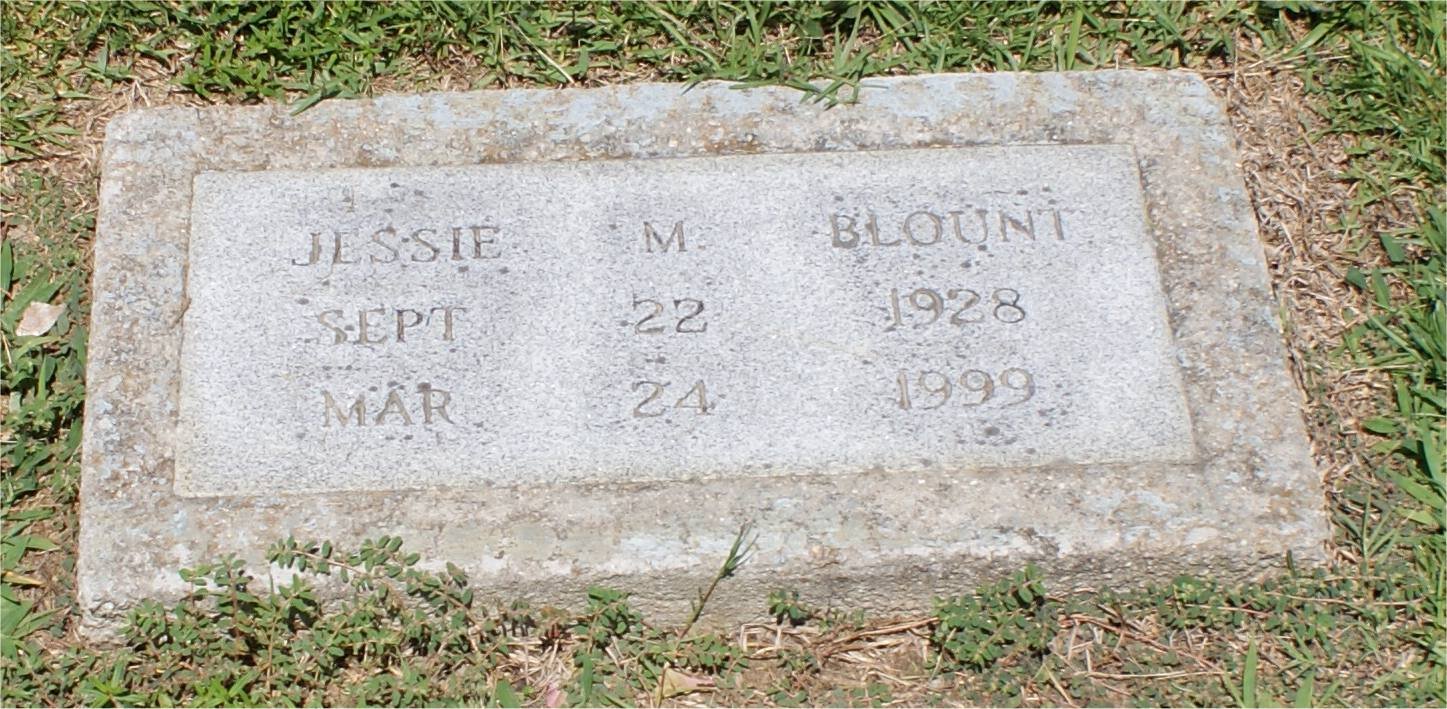 JESSIE M. BLOUNT
SEPT 22 1928
MAR 24 1999